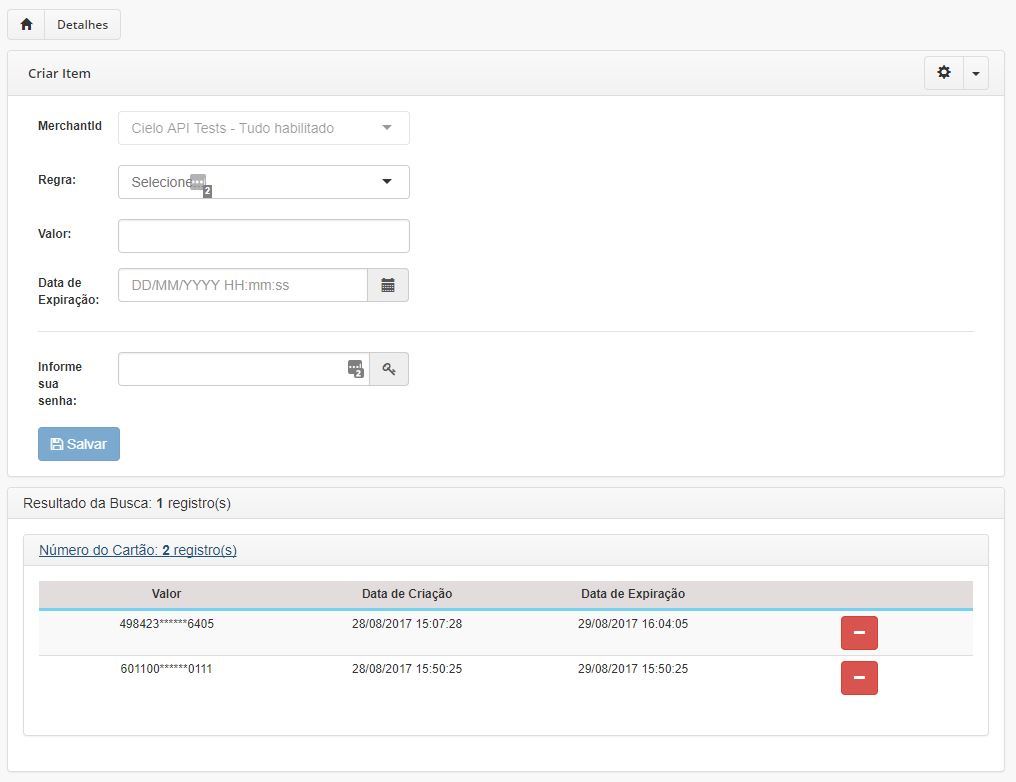 Detalhes
Criar Item
MerchantId
Cielo API Tests - Tudo habilitado
Regra:
Selecione
2
Valor:
Data de
Expiração:
DD/MM/YYYY HH:mm:ss
Informe
sua
senha:
2
Salvar
Resultado da Busca: 1 registro(s)
Número do Cartão: 2 registro(s)
Valor Data de Criação Data de Expiração
498423******6405 28/08/2017 15:07:28 29/08/2017 16:04:05
601100******0111 28/08/2017 15:50:25 29/08/2017 15:50:25